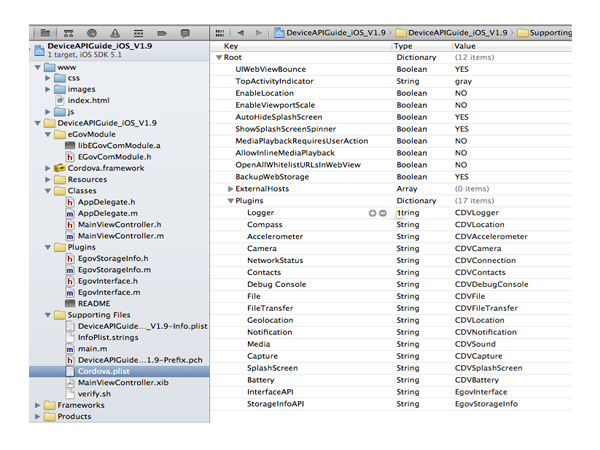 DeviceAPIGuide_iOS_V1.9 〉 DeviceAPIGuide_iOS_V1.9 〉 Supporting
DeviceAPIGuide_iOS_V1.9
1 target, iOS SDK 5.1
www
css
images
index.html
js
DeviceAPIGuide_iOS_V1.9
eGovModule
libEGovComModule.a
EGovComModule.h
Cordova.framework
Resources
Classes
AppDelegate.h
AppDelegate.m
MainViewController.h
MainViewController.m
Plugins
EgovStorageInfo.h
EgovStorageInfo.m
EgovInterface.h
EgovInterface.m
README
Supporting Files
DeviceAPIGuide..._V1.9-Info.plist
InfoPlist.strings
main.m
DeviceAPIGuide...1.9-Prefix.pch
Cordova.plist
MainViewController.xib
verify.sh
Frameworks
Products
Key Type Value
Root Dictionary (12 items)
UIWebViewBounce Boolean YES
TopActivityIndicator String gray
EnableLocation Boolean NO
EnableViewportScale Boolean NO
AutoHideSplashScreen Boolean YES
ShowSplashScreenSpinner Boolean YES
MediaPlaybackRequiresUserAction Boolean NO
AllowInlineMediaPlayback Boolean NO
OpenAllWhitelistURLsInWebView Boolean NO
BackupWebStorage Boolean YES
ExternalHosts Array (0 items)
Plugins Dictionary (17 items)
Logger 1tring CDVLogger
Compass String CDVLocation
Accelerometer String CDVAccelerometer
Camera String CDVCamera
NetworkStatus String CDVConnection
Contacts String CDVContacts
Debug Console String CDVDebugConsole
File String CDVFile
FileTransfer String CDVFileTransfer
Geolocation String CDVLocation
Notification String CDVNotification
Media String CDVSound
Capture String CDVCapture
SplashScreen String CDVSplashScreen
Battery String CDVBattery
InterfaceAPI String EgovInterface
StorageInfoAPI String EgovStorageInfo